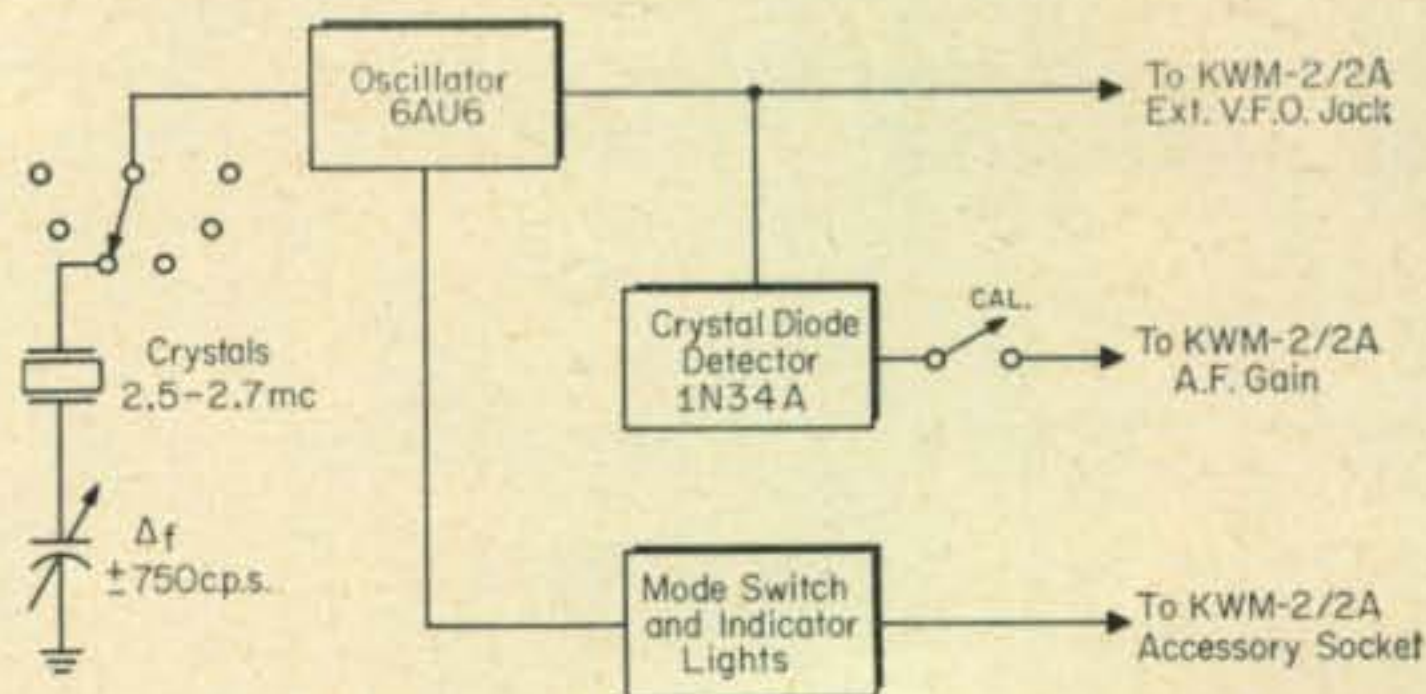 Oscillator
6AU6
To KWM-2/2A
Ext. V.F.O. Jack
Crystals
2.5-2.7mc
Crystal Diode
Detector
1N34A
CAL.
To KWM-2/2A
A.F. Gain
Δf
±750c.p.s.
Mode Switch
and Indicator
Lights
To KWM-2/2A
Accessory Socket